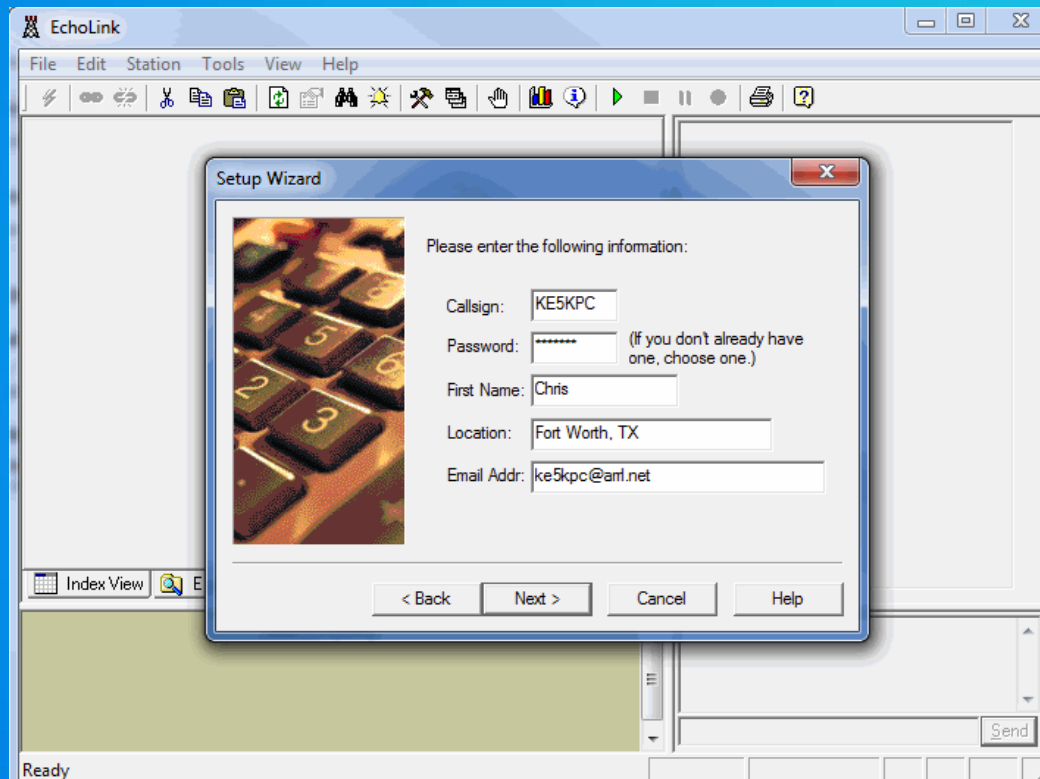 EchoLink
File Edit Station Tools View Help
Setup Wizard
Please enter the following information:
Callsign: KE5KPC
Password: ******* (If you don't already have
one, choose one.)
First Name: Chris
Location: Fort Worth, TX
Email Addr: ke5kpc@arrl.net
< Back Next > Cancel Help
Index View E
Send
Ready